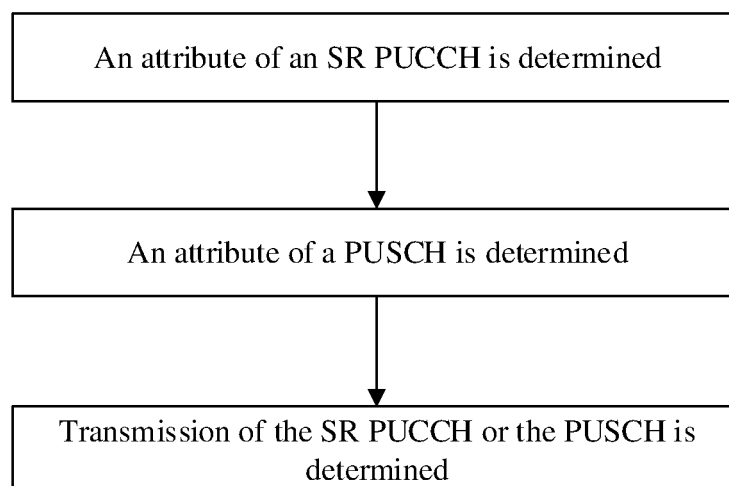 An attribute of an SR PUCCH is determined
An attribute of a PUSCH is determined
Transmission of the SR PUCCH or the PUSCH is
determined